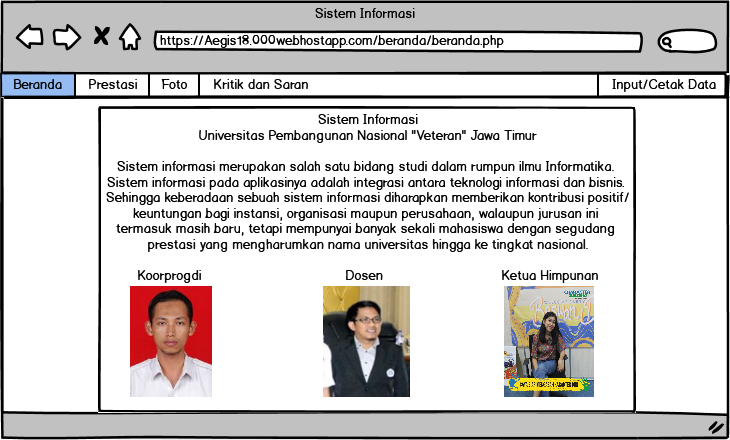 Sistem Informasi
https://Aegis18.000webhostapp.com/beranda/beranda.php
Beranda Prestasi Foto Kritik dan Saran Input/Cetak Data
Sistem Informasi
Universitas Pembangunan Nasional "Veteran" Jawa Timur
Sistem informasi merupakan salah satu bidang studi dalam rumpun ilmu Informatika.
Sistem informasi pada aplikasinya adalah integrasi antara teknologi informasi dan bisnis.
Sehingga keberadaan sebuah sistem informasi diharapkan memberikan kontribusi positif/
keuntungan bagi instansi, organisasi maupun perusahaan, walaupun jurusan ini
termasuk masih baru, tetapi mempunyai banyak sekali mahasiswa dengan segudang
prestasi yang mengharumkan nama universitas hingga ke tingkat nasional.
Koorprogdi Dosen Ketua Himpunan